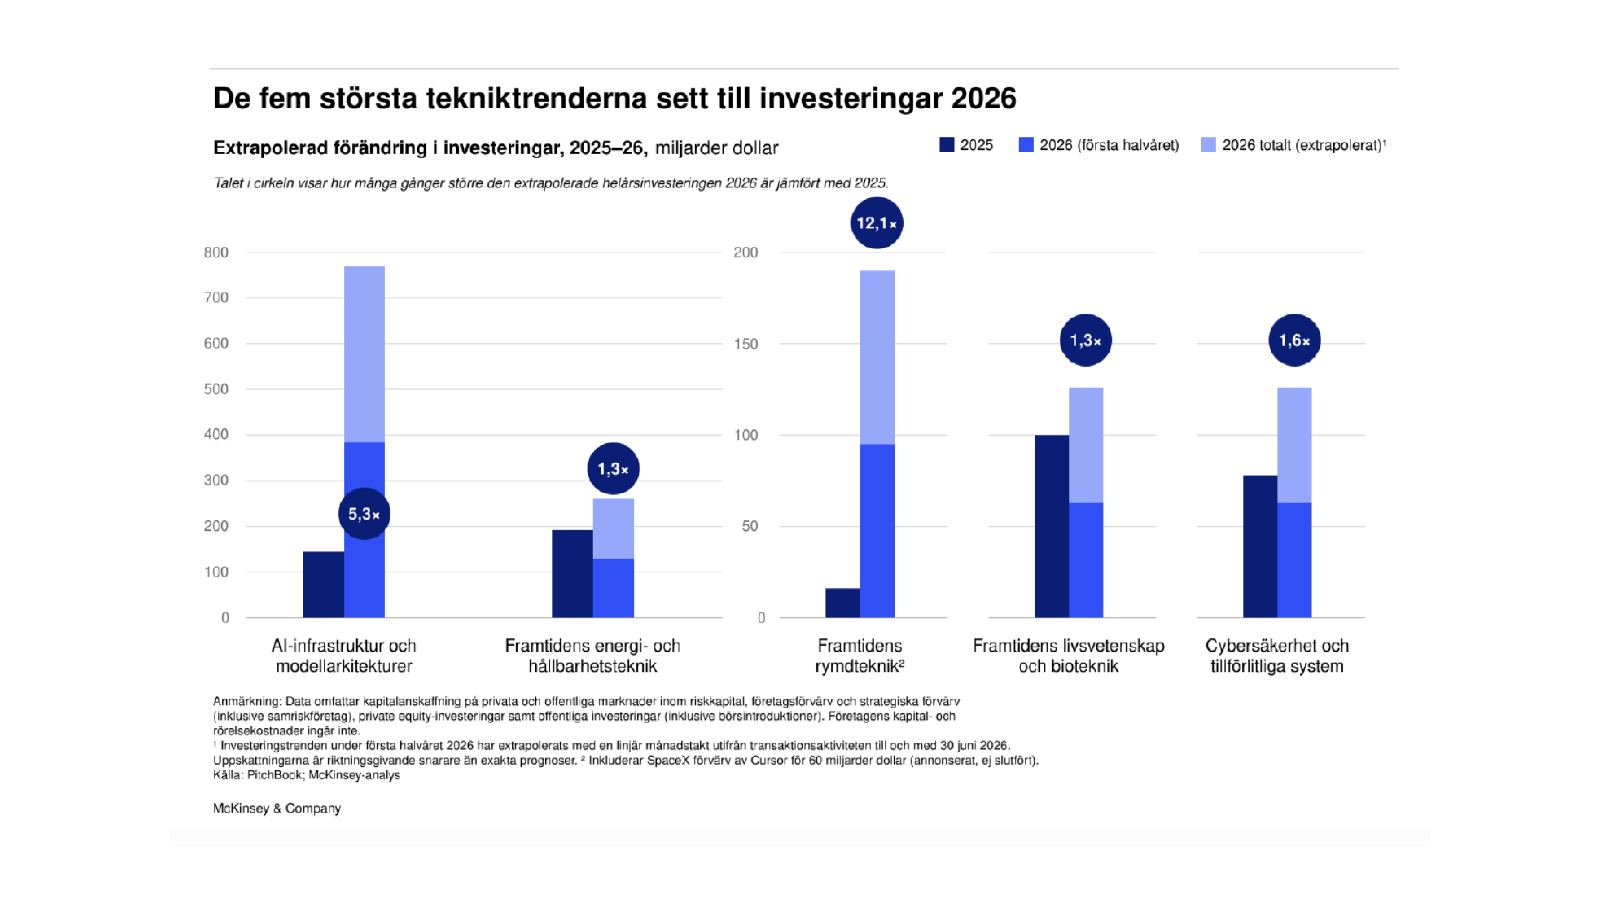 De fem största tekniktrenderna sett till investeringar 2026
Extrapolerad förändring i investeringar, 2025–26, miljarder dollar
2025
2026 (första halvåret)
2026 totalt (extrapolerat)¹
Talet i cirkeln visar hur många gånger större den extrapolerade helårsinvesteringen 2026 är jämfört med 2025.
800
700
600
500
400
300
200
100
0
5,3×
1,3×
200
150
100
50
0
12,1×
1,3×
1,6×
AI-infrastruktur och
modellarkitekturer
Framtidens energi- och
hållbarhetsteknik
Framtidens
rymdteknik²
Framtidens livsvetenskap
och bioteknik
Cybersäkerhet och
tillförlitliga system
Anmärkning: Data omfattar kapitalanskaffning på privata och offentliga marknader inom riskkapital, företagsförvärv och strategiska förvärv
(inklusive samriskföretag), private equity-investeringar samt offentliga investeringar (inklusive börsintroduktioner). Företagens kapital- och
rörelsekostnader ingår inte.
¹ Investeringstrenden under första halvåret 2026 har extrapolerats med en linjär månadstakt utifrån transaktionsaktiviteten till och med 30 juni 2026.
Uppskattningarna är riktningsgivande snarare än exakta prognoser. ² Inkluderar SpaceX förvärv av Cursor för 60 miljarder dollar (annonserat, ej slutfört).
Källa: PitchBook; McKinsey-analys
McKinsey & Company